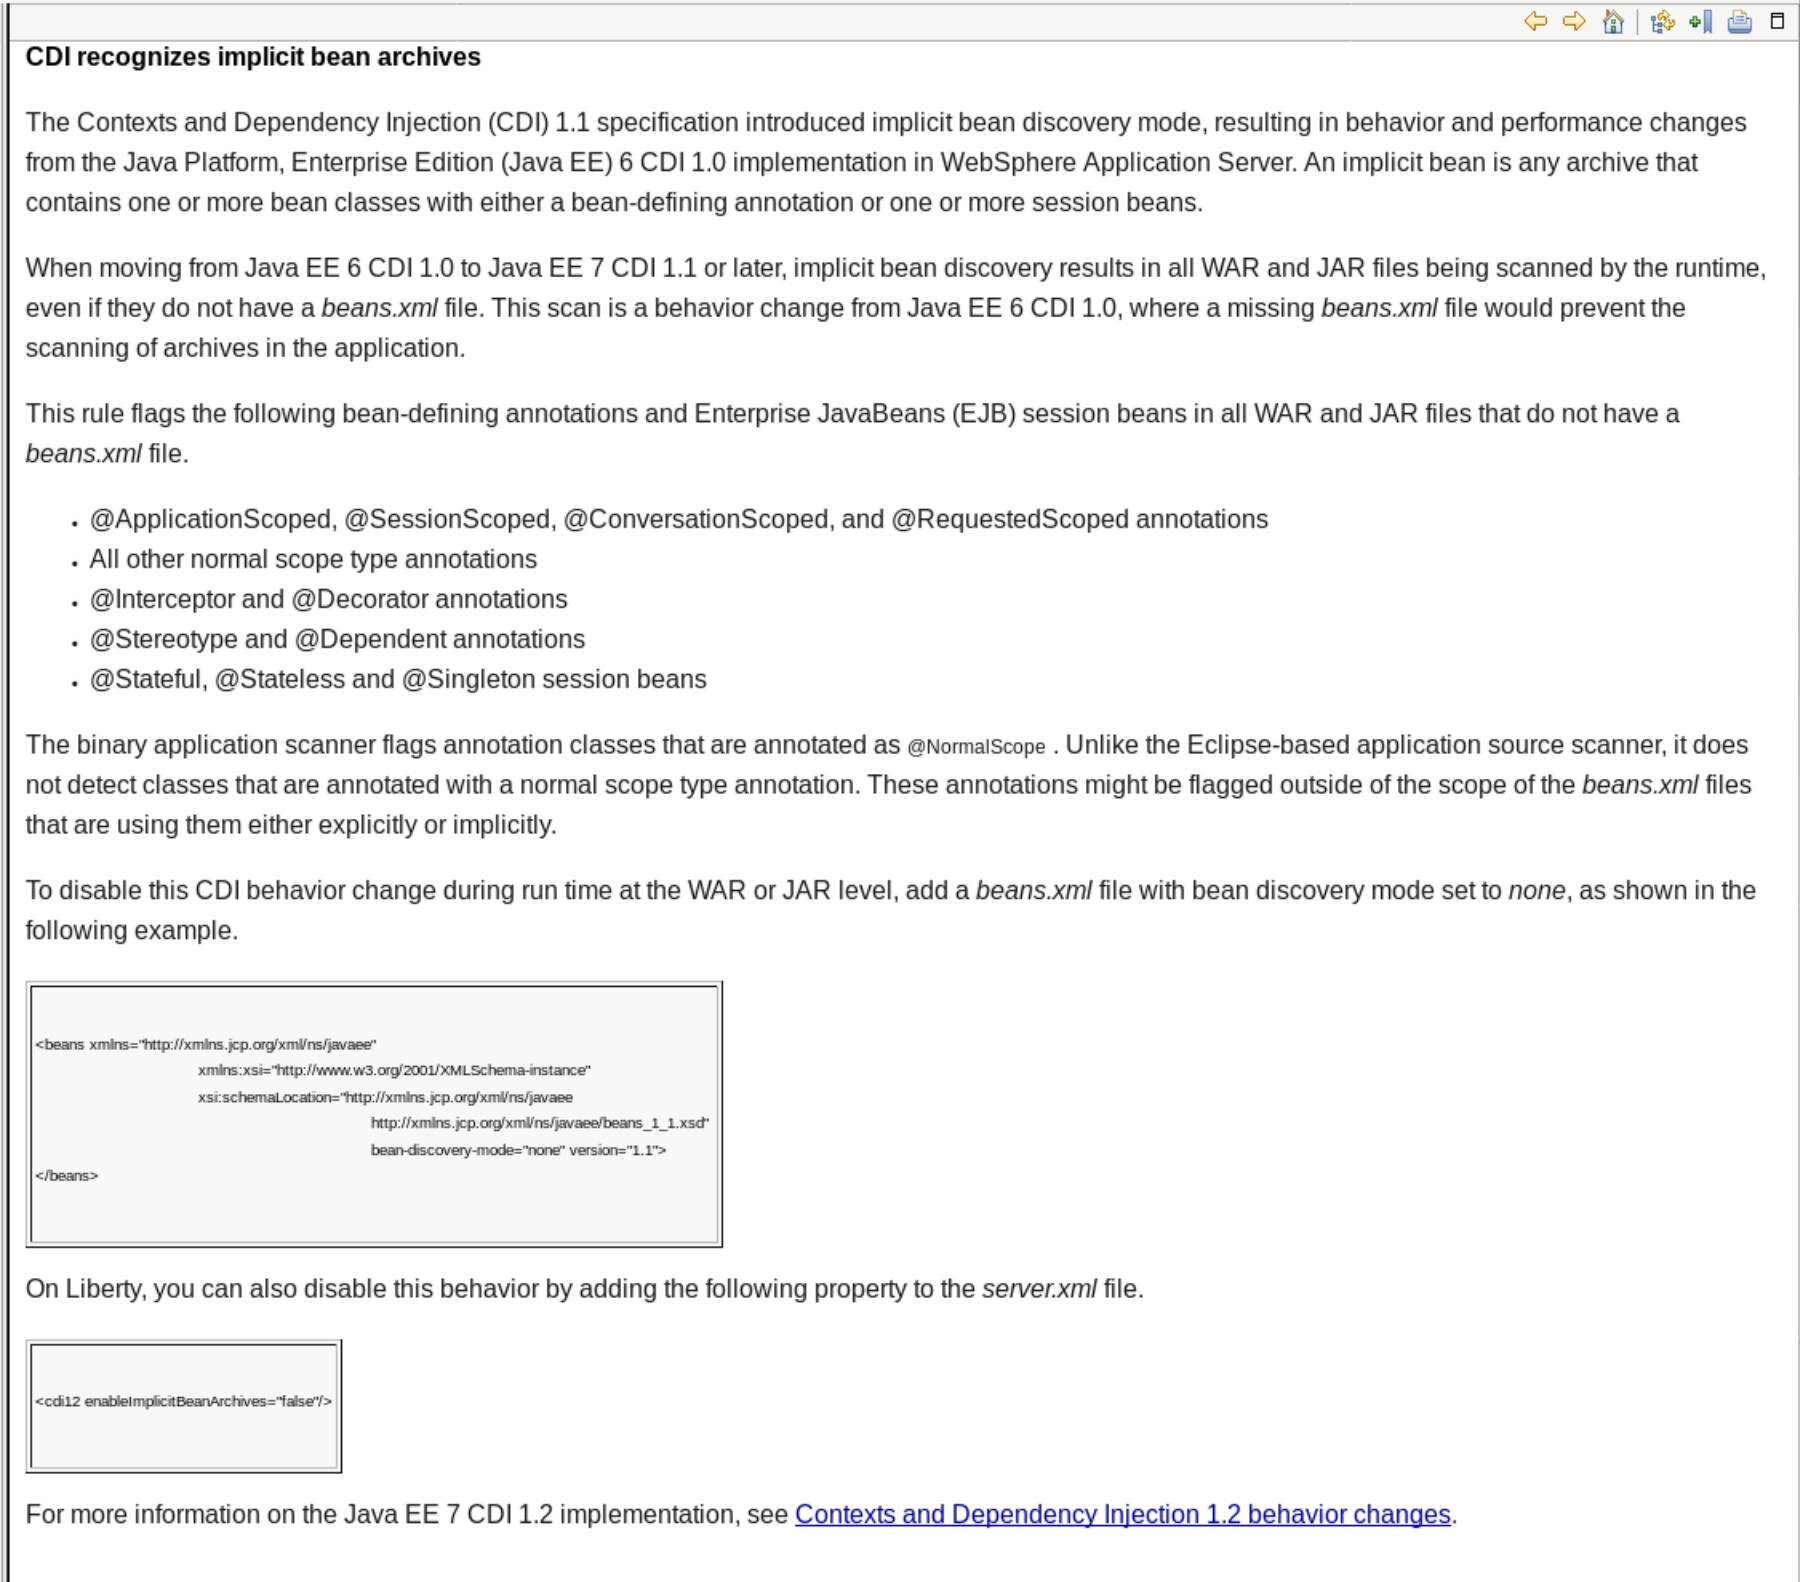 CDI recognizes implicit bean archives
The Contexts and Dependency Injection (CDI) 1.1 specification introduced implicit bean discovery mode, resulting in behavior and performance changes
from the Java Platform, Enterprise Edition (Java EE) 6 CDI 1.0 implementation in WebSphere Application Server. An implicit bean is any archive that
contains one or more bean classes with either a bean-defining annotation or one or more session beans.
When moving from Java EE 6 CDI 1.0 to Java EE 7 CDI 1.1 or later, implicit bean discovery results in all WAR and JAR files being scanned by the runtime,
even if they do not have a beans.xml file. This scan is a behavior change from Java EE 6 CDI 1.0, where a missing beans.xml file would prevent the
scanning of archives in the application.
This rule flags the following bean-defining annotations and Enterprise JavaBeans (EJB) session beans in all WAR and JAR files that do not have a
beans.xml file.
• @ApplicationScoped, @SessionScoped, @ConversationScoped, and @RequestedScoped annotations
• All other normal scope type annotations
• @Interceptor and @Decorator annotations
• @Stereotype and @Dependent annotations
• @Stateful, @Stateless and @Singleton session beans
The binary application scanner flags annotation classes that are annotated as @NormalScope . Unlike the Eclipse-based application source scanner, it does
not detect classes that are annotated with a normal scope type annotation. These annotations might be flagged outside of the scope of the beans.xml files
that are using them either explicitly or implicitly.
To disable this CDI behavior change during run time at the WAR or JAR level, add a beans.xml file with bean discovery mode set to none, as shown in the
following example.
<beans xmlns="http://xmlns.jcp.org/xml/ns/javaee"
xmlns:xsi="http://www.w3.org/2001/XMLSchema-instance"
xsi:schemaLocation="http://xmlns.jcp.org/xml/ns/javaee
http://xmlns.jcp.org/xml/ns/javaee/beans_1_1.xsd"
bean-discovery-mode="none" version="1.1">
</beans>
On Liberty, you can also disable this behavior by adding the following property to the server.xml file.
<cdi12 enableImplicitBeanArchives="false"/>
For more information on the Java EE 7 CDI 1.2 implementation, see Contexts and Dependency Injection 1.2 behavior changes.